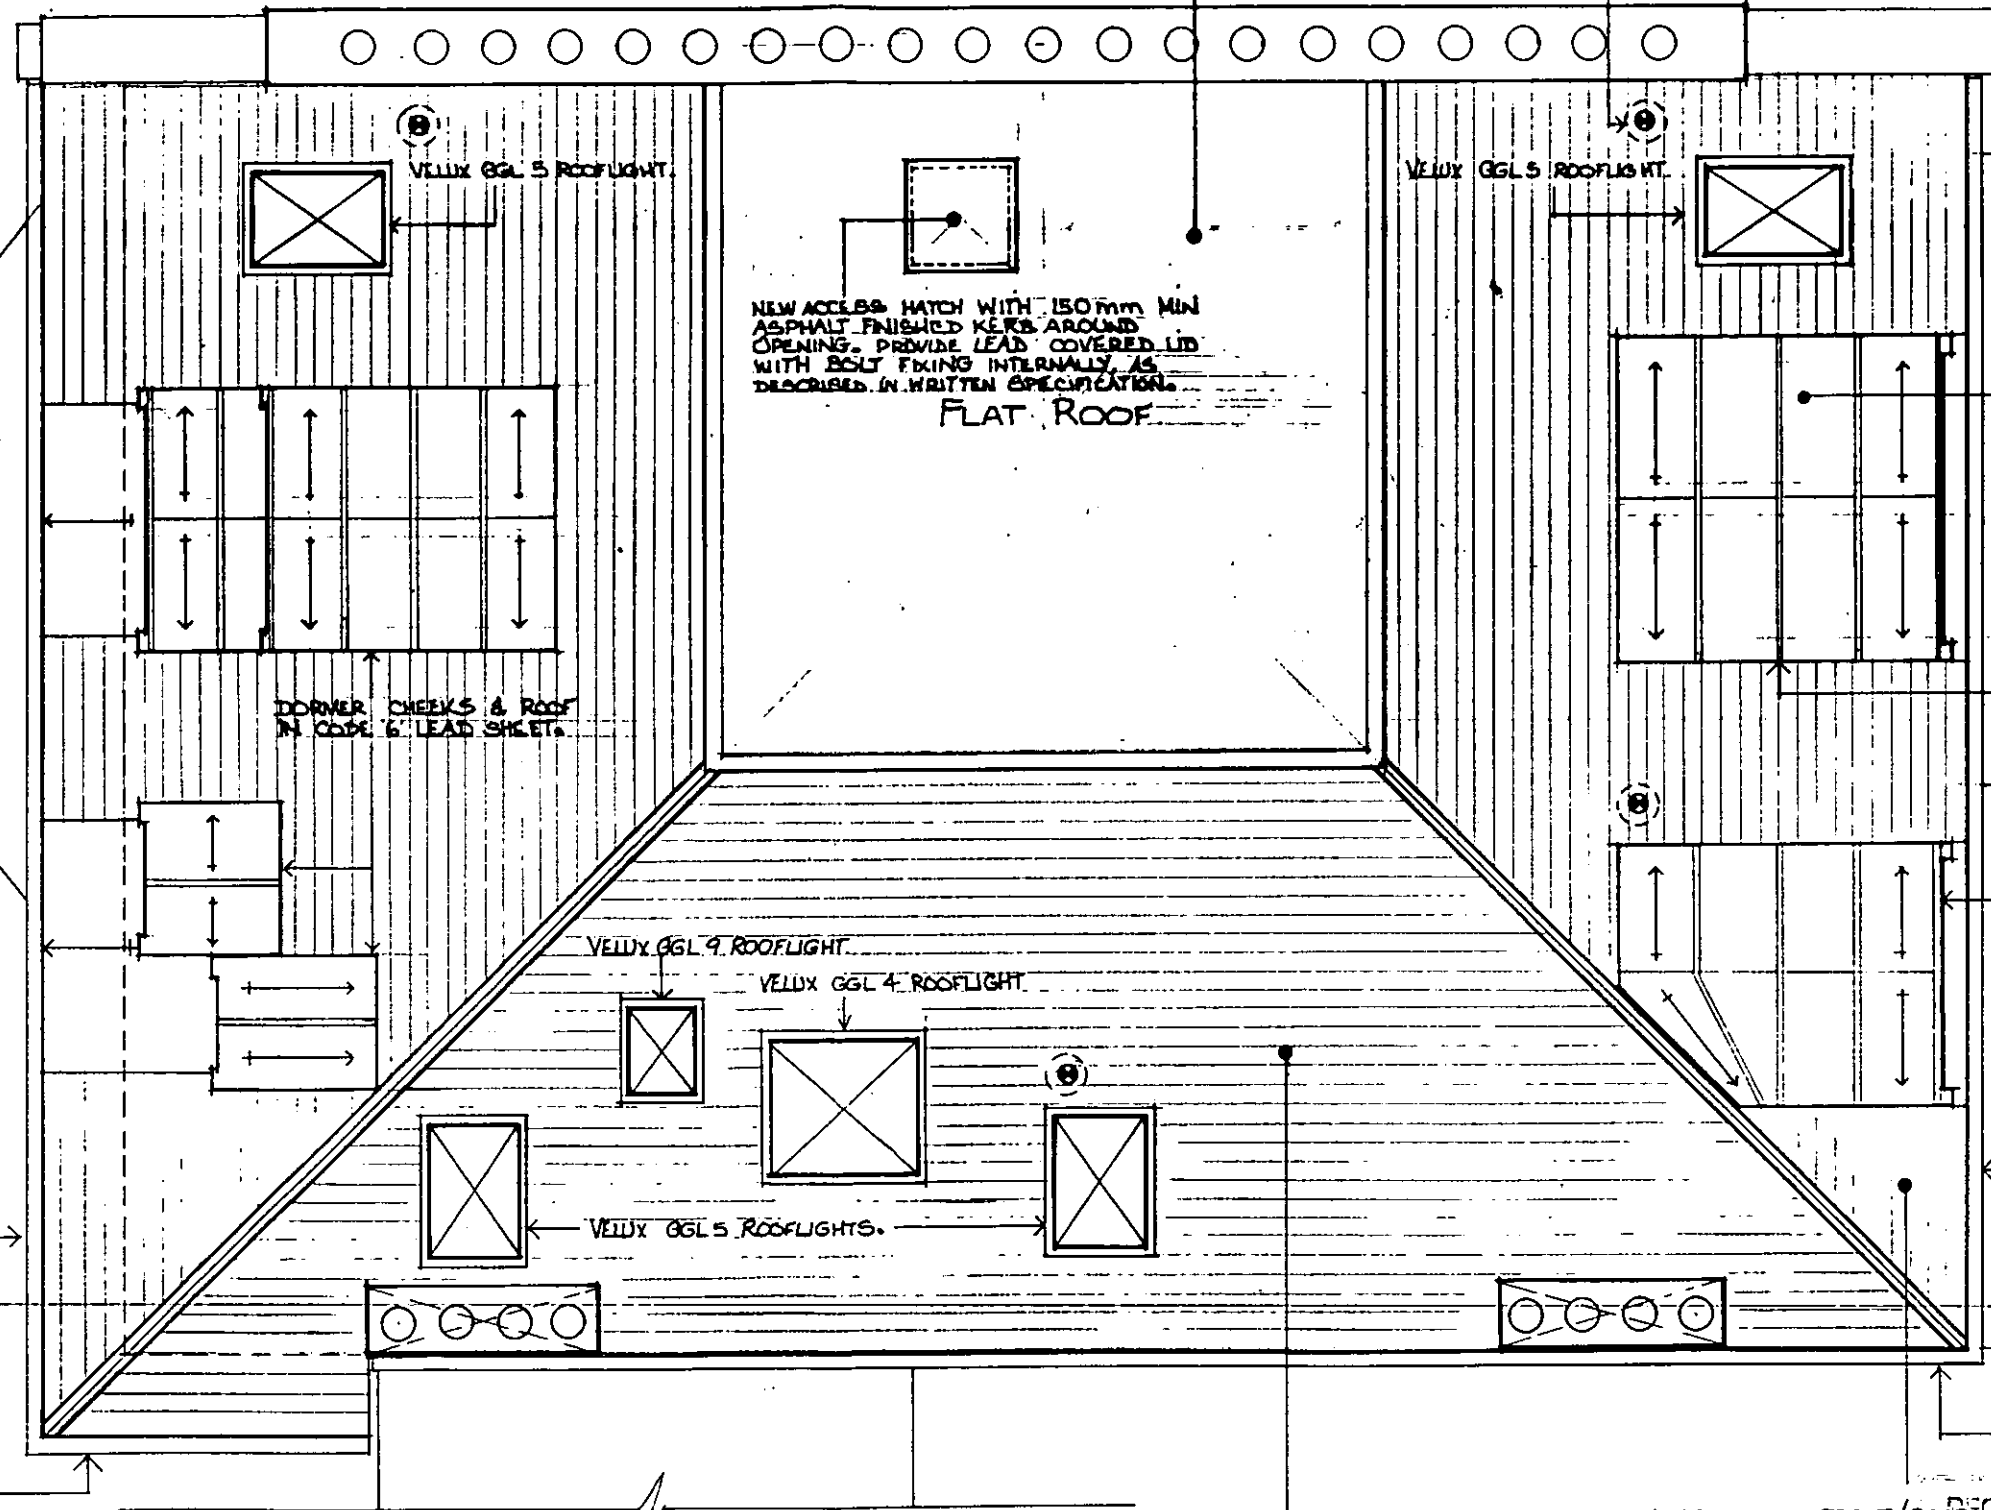 VELUX GGL 5 ROOFLIGHT.
VELUX GGL 5 ROOFLIGHT.
NEW ACCESS HATCH WITH 150mm MIN
ASPHALT FINISHED KERB AROUND
OPENING. PROVIDE LEAD COVERED LID
WITH BOLT FIXING INTERNALLY, AS
DESCRIBED IN WRITTEN SPECIFICATION.
FLAT ROOF
DORMER CHEEKS & ROOF
IN CODE '6' LEAD SHEET.
VELUX GGL 9 ROOFLIGHT.
VELUX GGL 4 ROOFLIGHT.
VELUX GGL 5 ROOFLIGHTS.